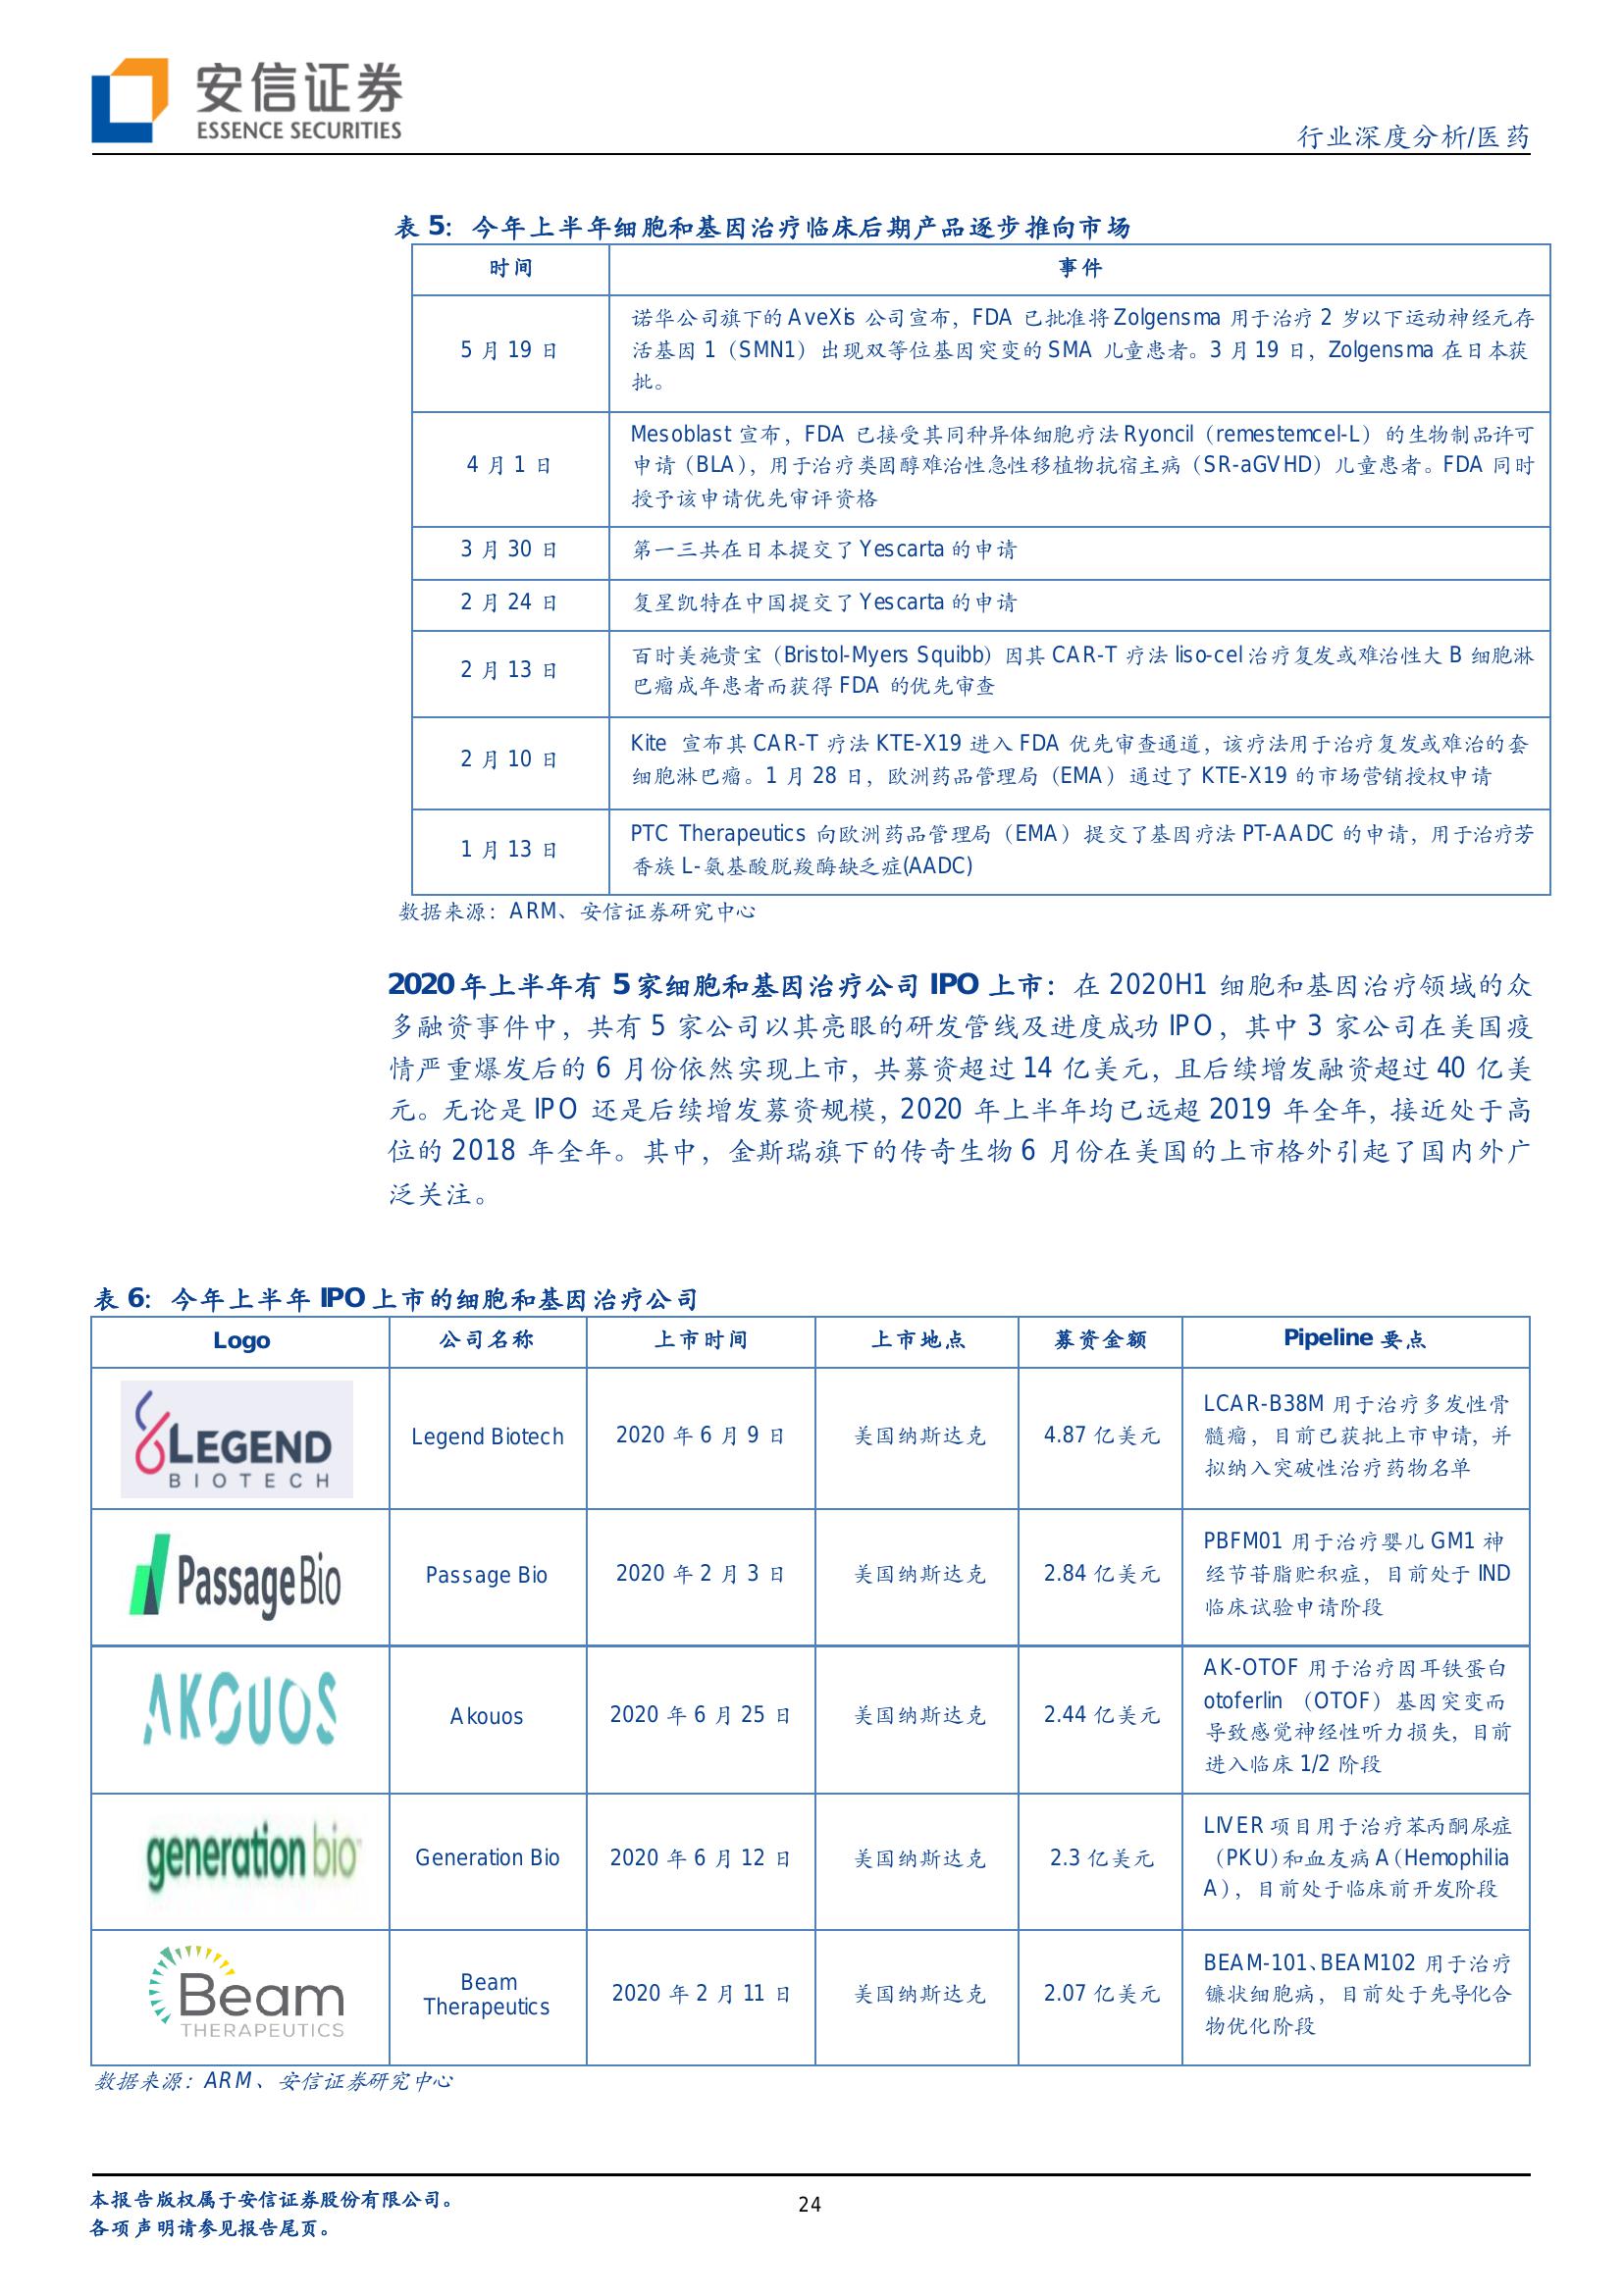 安信证券
ESSENCE SECURITIES
行业深度分析/医药
表 5：今年上半年细胞和基因治疗临床后期产品逐步推向市场
时间 事件
5 月 19 日
诺华公司旗下的 AveXis 公司宣布，FDA 已批准将 Zolgensma 用于治疗 2 岁以下运动神经元存
活基因 1（SMN1）出现双等位基因突变的 SMA 儿童患者。3 月 19 日，Zolgensma 在日本获
批。
4 月 1 日
Mesoblast 宣布，FDA 已接受其同种异体细胞疗法 Ryoncil（remestemcel-L）的生物制品许可
申请（BLA），用于治疗类固醇难治性急性移植物抗宿主病（SR-aGVHD）儿童患者。FDA 同时
授予该申请优先审评资格
3 月 30 日 第一三共在日本提交了 Yescarta 的申请
2 月 24 日 复星凯特在中国提交了 Yescarta 的申请
2 月 13 日
百时美施贵宝（Bristol-Myers Squibb）因其 CAR-T 疗法 liso-cel 治疗复发或难治性大 B 细胞淋
巴瘤成年患者而获得 FDA 的优先审查
2 月 10 日
Kite 宣布其 CAR-T 疗法 KTE-X19 进入 FDA 优先审查通道，该疗法用于治疗复发或难治的套
细胞淋巴瘤。1 月 28 日，欧洲药品管理局（EMA）通过了 KTE-X19 的市场营销授权申请
1 月 13 日
PTC Therapeutics 向欧洲药品管理局（EMA）提交了基因疗法 PT-AADC 的申请，用于治疗芳
香族 L-氨基酸脱羧酶缺乏症(AADC)
数据来源：ARM、安信证券研究中心
2020 年上半年有 5 家细胞和基因治疗公司 IPO 上市：在 2020H1 细胞和基因治疗领域的众
多融资事件中，共有 5 家公司以其亮眼的研发管线及进度成功 IPO，其中 3 家公司在美国疫
情严重爆发后的 6 月份依然实现上市，共募资超过 14 亿美元，且后续增发融资超过 40 亿美
元。无论是 IPO 还是后续增发募资规模，2020 年上半年均已远超 2019 年全年，接近处于高
位的 2018 年全年。其中，金斯瑞旗下的传奇生物 6 月份在美国的上市格外引起了国内外广
泛关注。
表 6：今年上半年 IPO 上市的细胞和基因治疗公司
Logo 公司名称 上市时间 上市地点 募资金额 Pipeline 要点
LEGEND
BIOTECH
Legend Biotech 2020 年 6 月 9 日 美国纳斯达克 4.87 亿美元
LCAR-B38M 用于治疗多发性骨
髓瘤，目前已获批上市申请，并
拟纳入突破性治疗药物名单
PassageBio
Passage Bio 2020 年 2 月 3 日 美国纳斯达克 2.84 亿美元
PBFM01 用于治疗婴儿 GM1 神
经节苷脂贮积症，目前处于 IND
临床试验申请阶段
AKOUOS
Akouos 2020 年 6 月 25 日 美国纳斯达克 2.44 亿美元
AK-OTOF 用于治疗因耳铁蛋白
otoferlin （OTOF）基因突变而
导致感觉神经性听力损失，目前
进入临床 1/2 阶段
generation bio
Generation Bio 2020 年 6 月 12 日 美国纳斯达克 2.3 亿美元
LIVER 项目用于治疗苯丙酮尿症
（PKU)和血友病 A（Hemophilia
A），目前处于临床前开发阶段
Beam
THERAPEUTICS
Beam
Therapeutics
2020 年 2 月 11 日 美国纳斯达克 2.07 亿美元
BEAM-101、BEAM102 用于治疗
镰状细胞病，目前处于先导化合
物优化阶段
数据来源：ARM、安信证券研究中心
本报告版权属于安信证券股份有限公司。
各项声明请参见报告尾页。
24